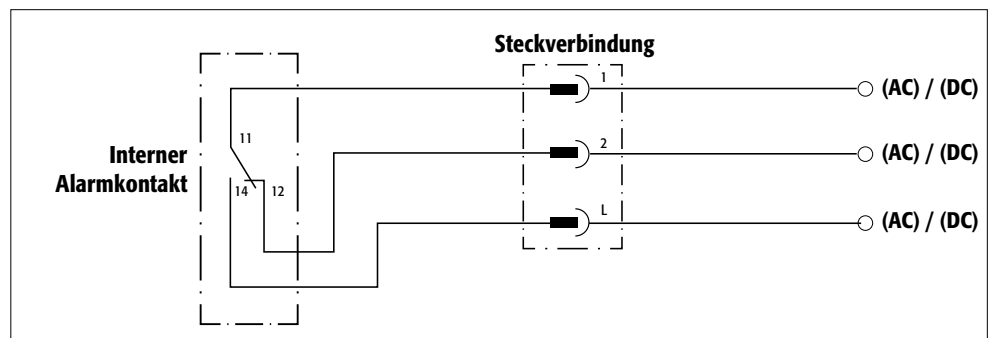 Steckverbindung
1
(AC) / (DC)
11
2
(AC) / (DC)
Interner
Alarmkontakt
14
12
L
(AC) / (DC)